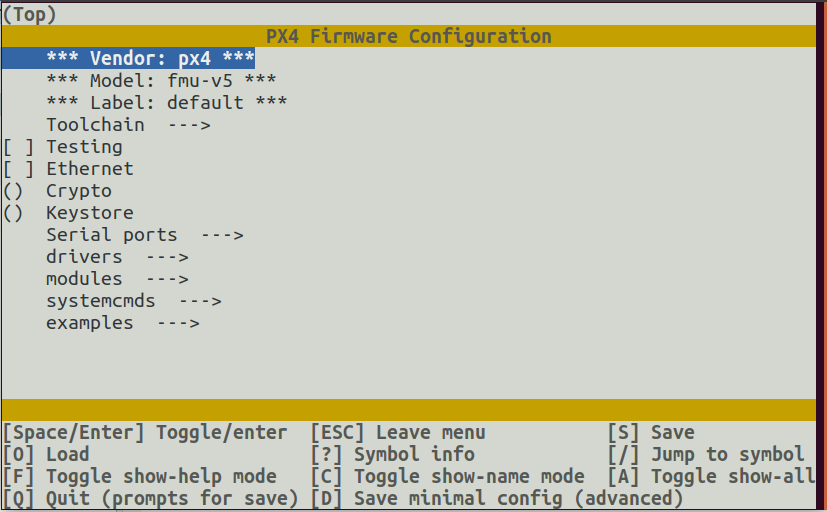 (Top)
PX4 Firmware Configuration
*** Vendor: px4 ***
*** Model: fmu-v5 ***
*** Label: default ***
Toolchain  --->
[ ] Testing
[ ] Ethernet
()  Crypto
()  Keystore
Serial ports  --->
drivers  --->
modules  --->
systemcmds  --->
examples  --->
[Space/Enter] Toggle/enter  [ESC] Leave menu           [S] Save
[O] Load                    [?] Symbol info            [/] Jump to symbol
[F] Toggle show-help mode   [C] Toggle show-name mode  [A] Toggle show-all
[Q] Quit (prompts for save) [D] Save minimal config (advanced)